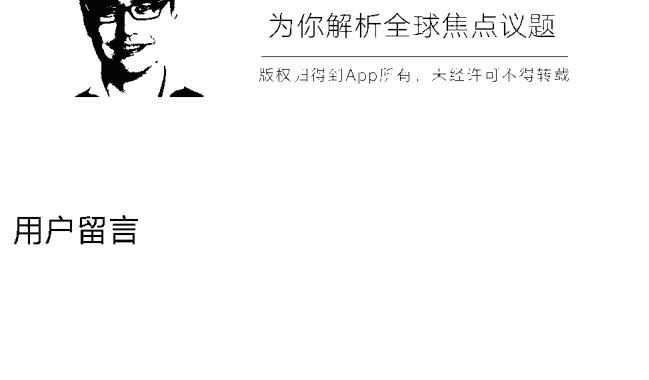 为你解析全球焦点议题
版权归得到App所有，未经许可不得转载
用户留言